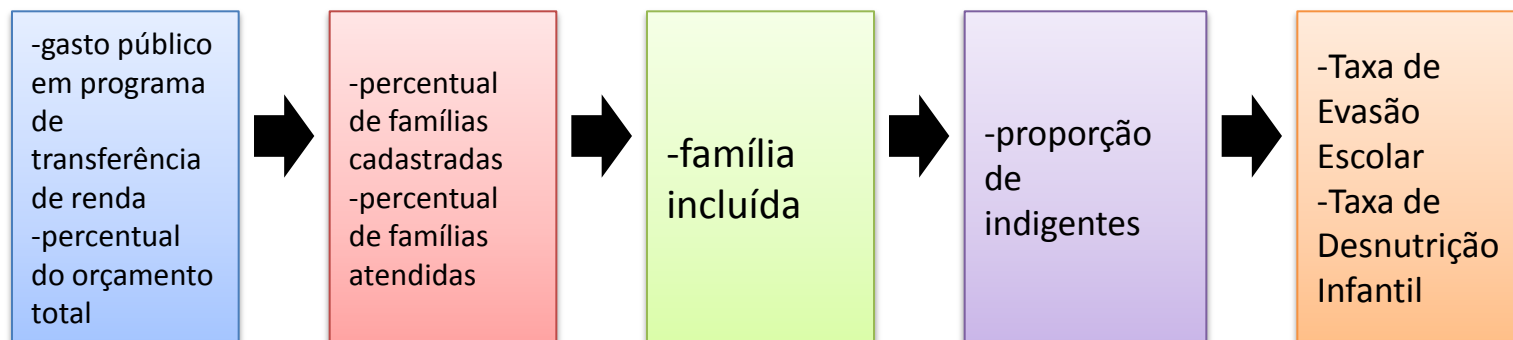 -gasto público
em programa
de
transferência
de renda
-percentual
do orçamento
total
-percentual
de famílias
cadastradas
-percentual
de famílias
atendidas
-família
incluída
-proporção
de
indigentes
-Taxa de
Evasão
Escolar
-Taxa de
Desnutrição
Infantil